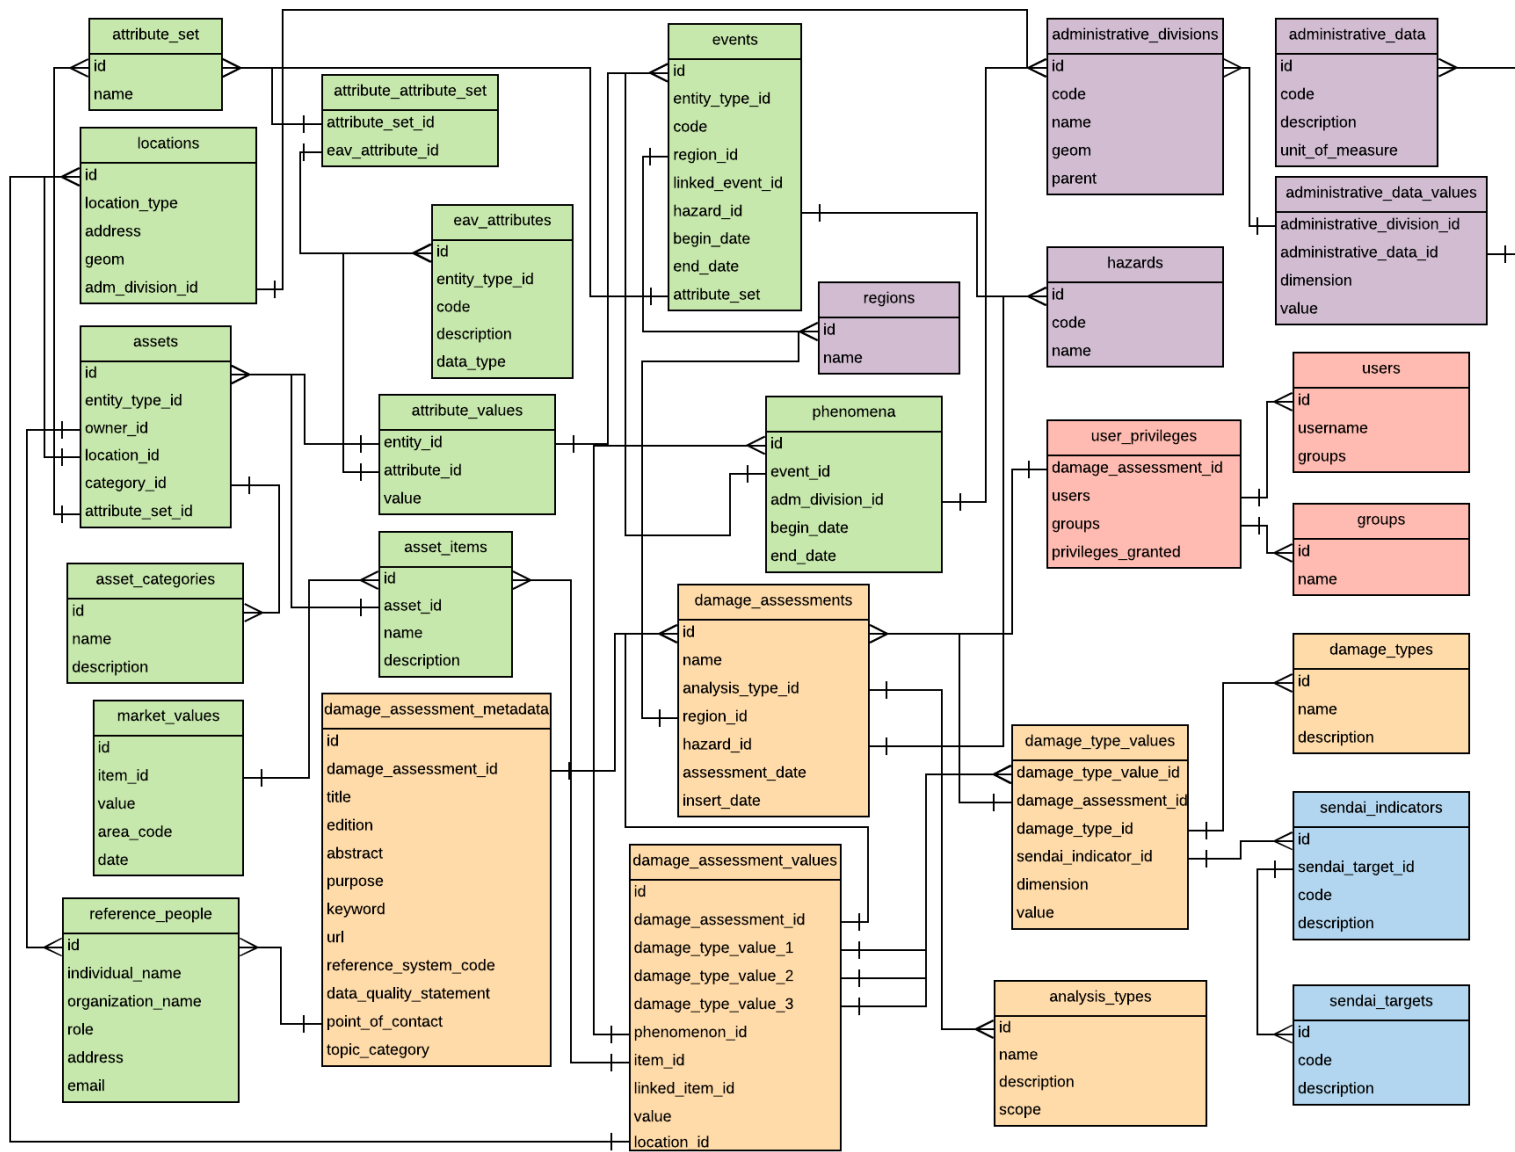 attribute_set
id
name
attribute_attribute_set
attribute_set_id
eav_attribute_id
locations
id
location_type
address
geom
adm_division_id
eav_attributes
id
entity_type_id
code
description
data_type
events
id
entity_type_id
code
region_id
linked_event_id
hazard_id
begin_date
end_date
attribute_set
administrative_divisions
id
code
name
geom
parent
administrative_data
id
code
description
unit_of_measure
administrative_data_values
administrative_division_id
administrative_data_id
dimension
value
hazards
id
code
name
regions
id
name
assets
id
entity_type_id
owner_id
location_id
category_id
attribute_set_id
attribute_values
entity_id
attribute_id
value
phenomena
id
event_id
adm_division_id
begin_date
end_date
user_privileges
damage_assessment_id
users
groups
privileges_granted
users
id
username
groups
groups
id
name
asset_categories
id
name
description
asset_items
id
asset_id
name
description
damage_assessments
id
name
analysis_type_id
region_id
hazard_id
assessment_date
insert_date
damage_types
id
name
description
market_values
id
item_id
value
area_code
date
damage_assessment_metadata
id
damage_assessment_id
title
edition
abstract
purpose
keyword
url
reference_system_code
data_quality_statement
point_of_contact
topic_category
damage_type_values
damage_type_value_id
damage_assessment_id
damage_type_id
sendai_indicator_id
dimension
value
sendai_indicators
id
sendai_target_id
code
description
reference_people
id
individual_name
organization_name
role
address
email
damage_assessment_values
id
damage_assessment_id
damage_type_value_1
damage_type_value_2
damage_type_value_3
phenomenon_id
item_id
linked_item_id
value
location_id
analysis_types
id
name
description
scope
sendai_targets
id
code
description